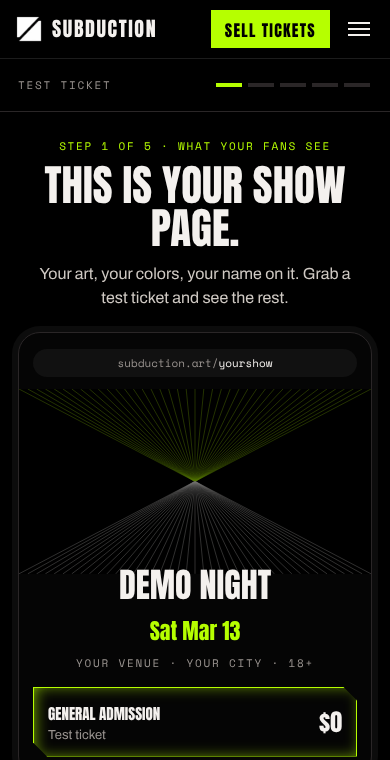 SUBDUCTION
SELL TICKETS
TEST TICKET
STEP 1 OF 5 · WHAT YOUR FANS SEE
THIS IS YOUR SHOW
PAGE.
Your art, your colors, your name on it. Grab a
test ticket and see the rest.
subduction.art/yourshow
DEMO NIGHT
Sat Mar 13
YOUR VENUE · YOUR CITY · 18+
GENERAL ADMISSION
$0
Test ticket